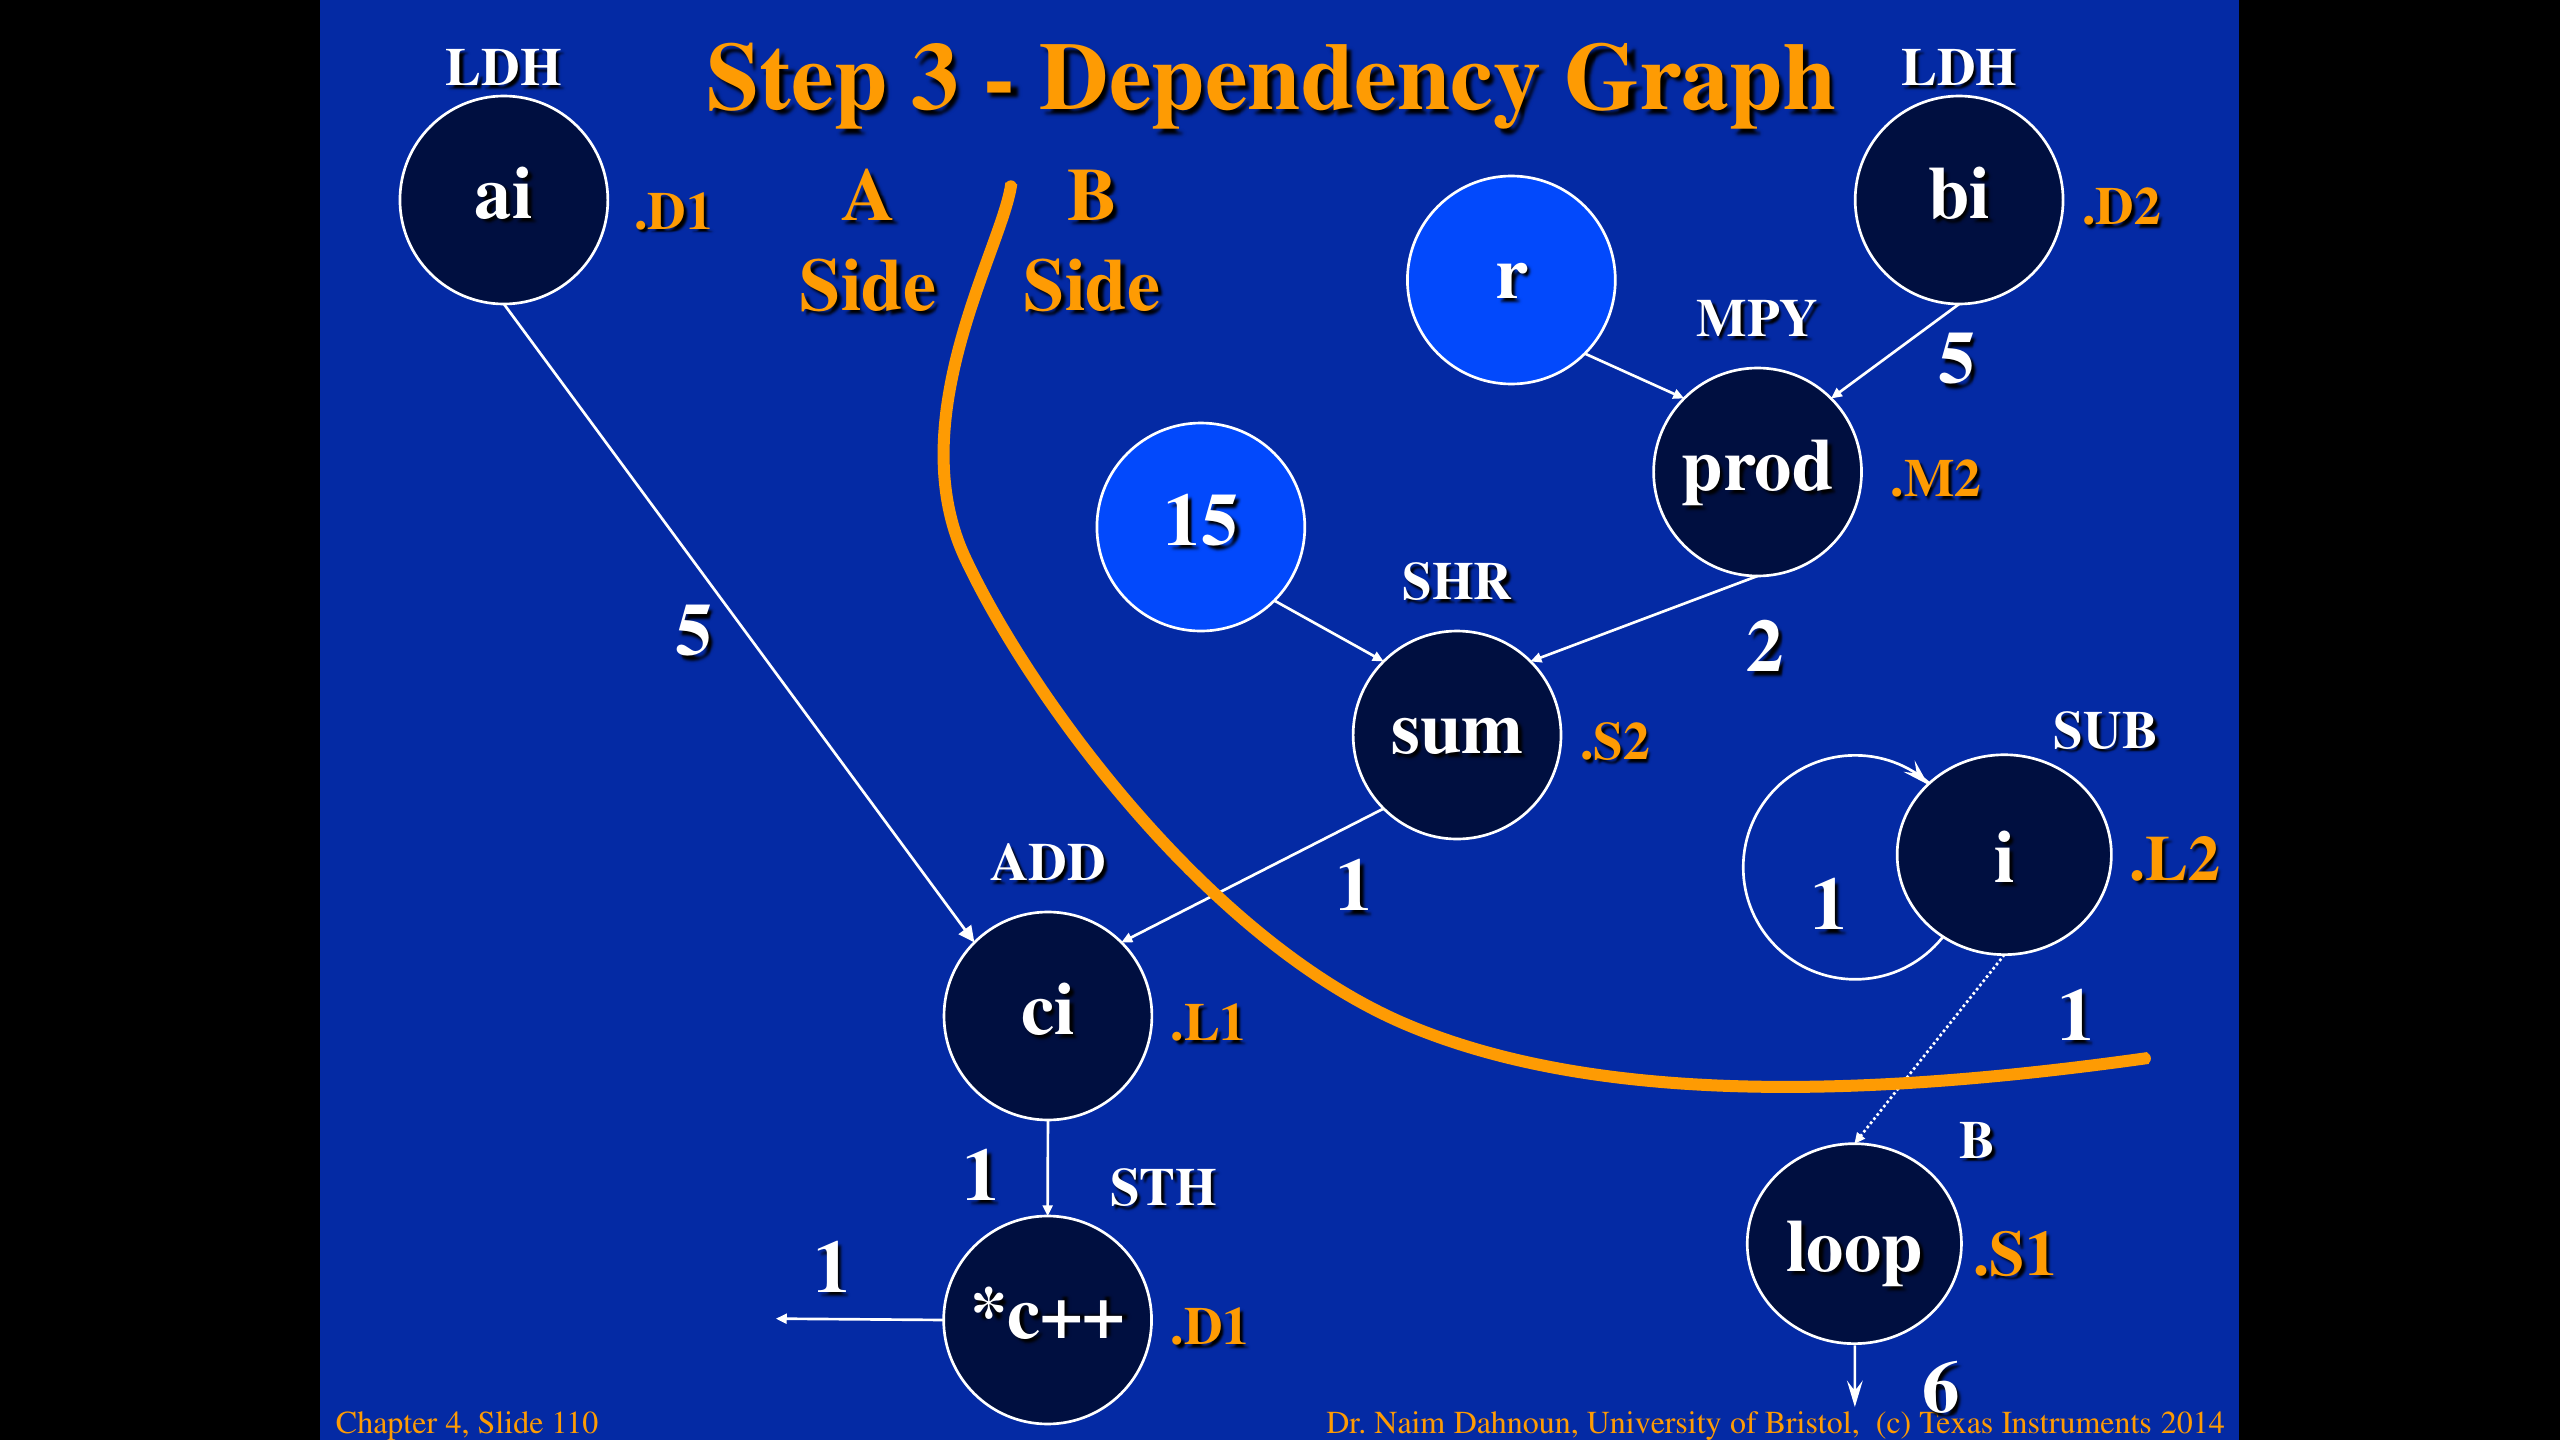 Step 3 - Dependency Graph
LDH
ai
.D1
A
Side
B
Side
LDH
bi
.D2
r
MPY
5
prod
.M2
15
SHR
2
sum
.S2
5
SUB
i
.L2
1
1
1
ADD
ci
.L1
1
STH
*c++
.D1
1
B
loop
.S1
6
Chapter 4, Slide 110
Dr. Naim Dahnoun, University of Bristol, (c) Texas Instruments 2014